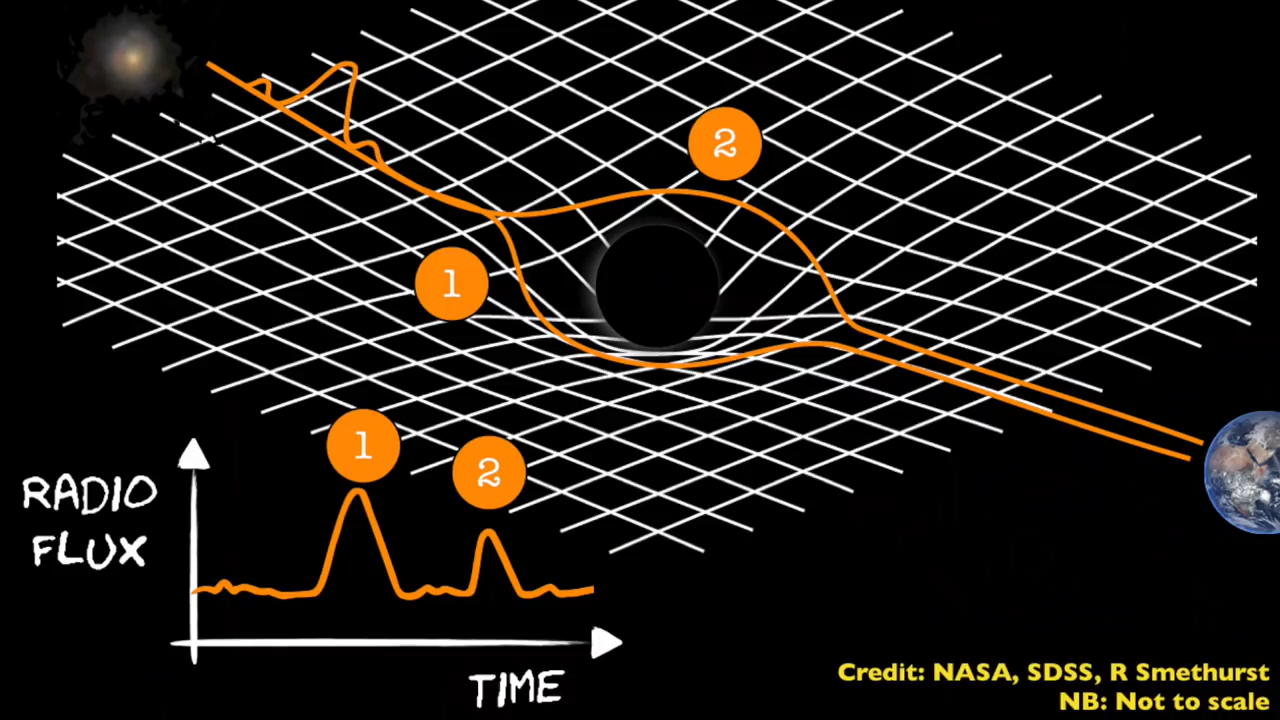 2
1
1
2
RADIO
FLUX
TIME
Credit: NASA, SDSS, R Smethurst
NB: Not to scale